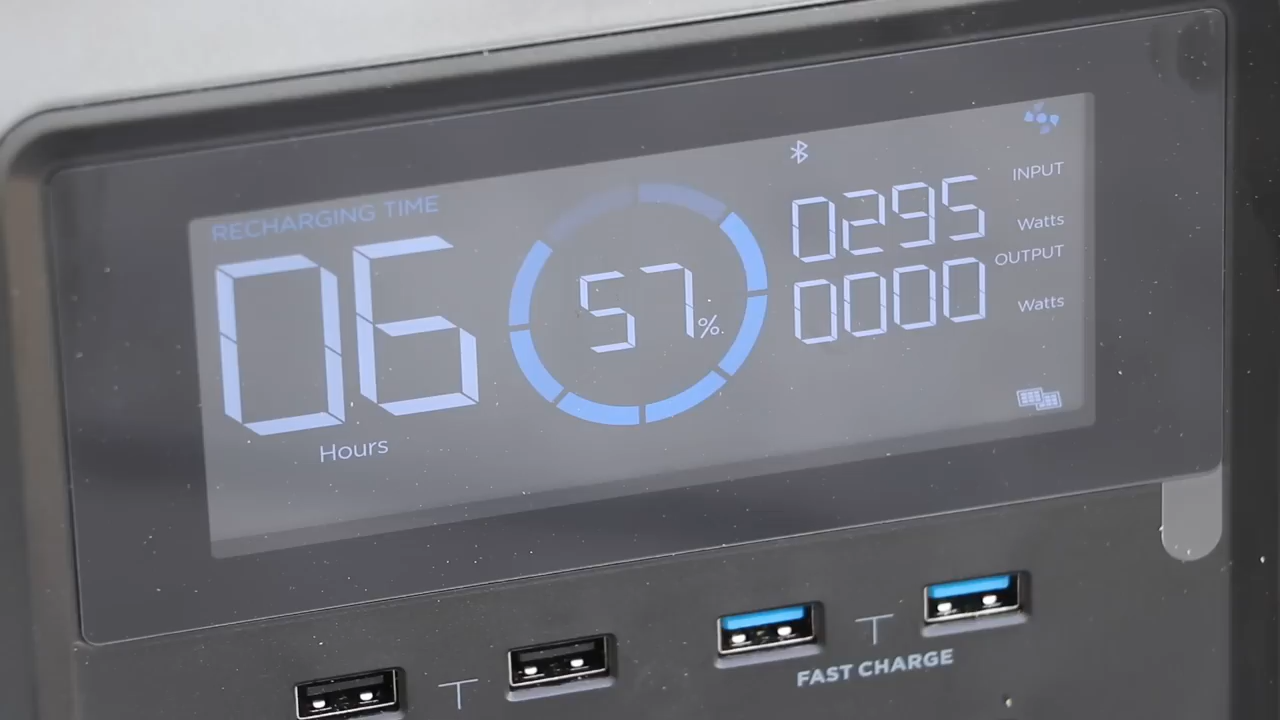 RECHARGING TIME
06
Hours
57%
0295
INPUT
Watts
OUTPUT
0000
Watts
FAST CHARGE